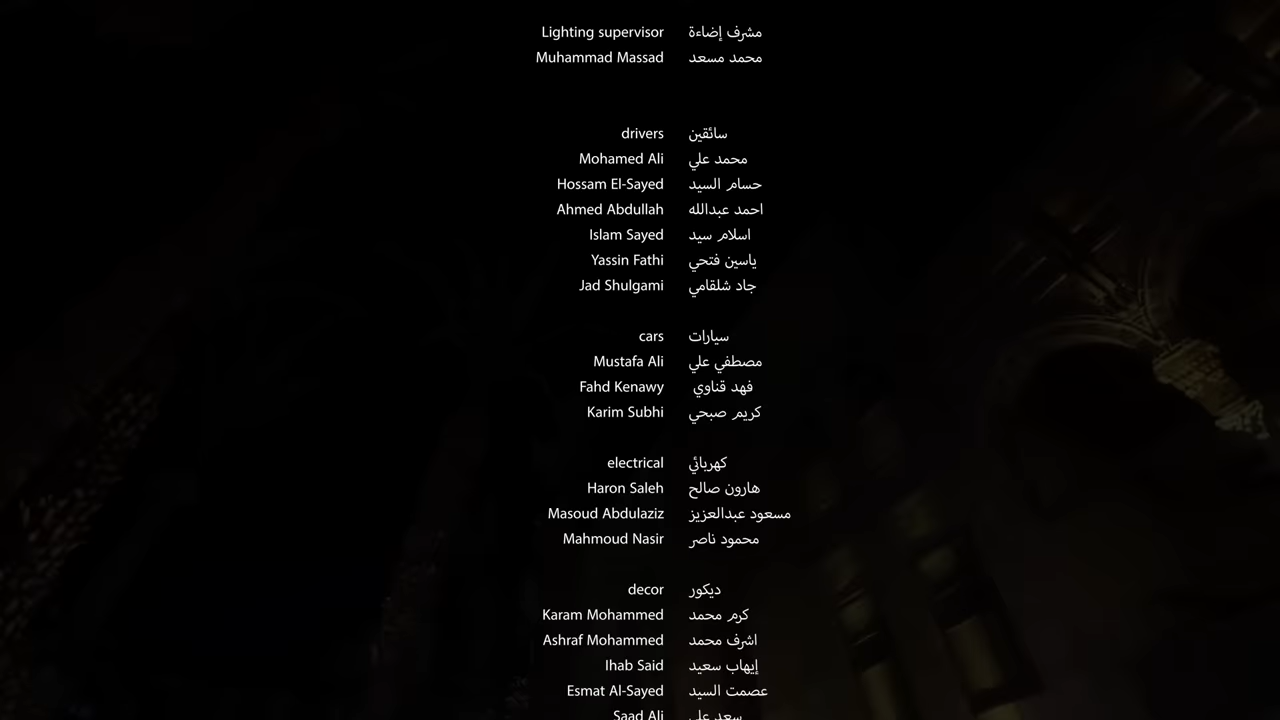 Lighting supervisor مشرف إضاءة
Muhammad Massad محمد مسعد
drivers سائقين
Mohamed Ali محمد علي
Hossam El-Sayed حسام السيد
Ahmed Abdullah احمد عبدالله
Islam Sayed اسلام سيد
Yassin Fathi ياسين فتحي
Jad Shulgami جاد شلقامي
cars سيارات
Mustafa Ali مصطفي علي
Fahd Kenawy فهد قناوي
Karim Subhi كريم صبحي
electrical كهربائي
Haron Saleh هارون صالح
Masoud Abdulaziz مسعود عبدالعزيز
Mahmoud Nasir محمود ناصر
decor ديكور
Karam Mohammed كرم محمد
Ashraf Mohammed اشرف محمد
Ihab Said إيهاب سعيد
Esmat Al-Sayed عصمت السيد
Saad Ali سعد علي